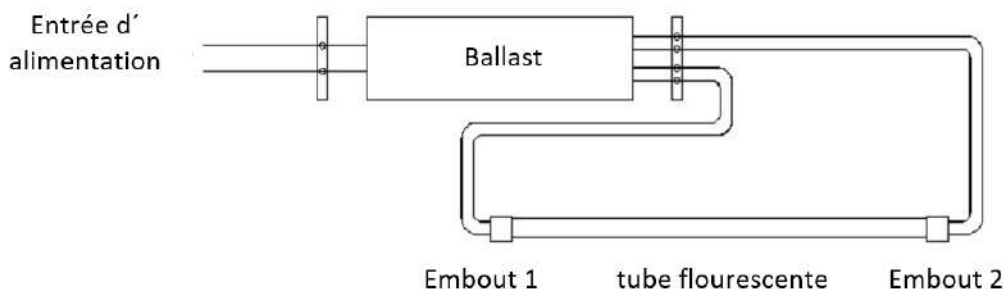 Entrée d´
alimentation
Ballast
Embout 1
tube flourescente
Embout 2